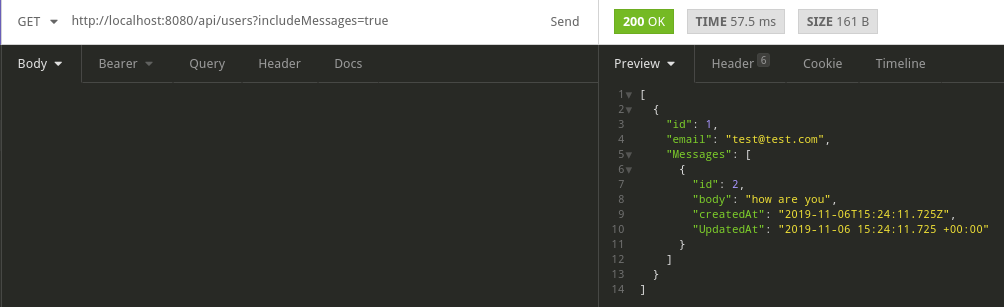 GET http://localhost:8080/api/users?includeMessages=true Send 200 OK TIME 57.5 ms SIZE 161 B
Body Bearer Query Header Docs Preview Header 6 Cookie Timeline
1 [
2 {
3 "id": 1,
4 "email": "test@test.com",
5 "Messages": [
6 {
7 "id": 2,
8 "body": "how are you",
9 "createdAt": "2019-11-06T15:24:11.725Z",
10 "UpdatedAt": "2019-11-06 15:24:11.725 +00:00"
11 }
12 ]
13 }
14 ]